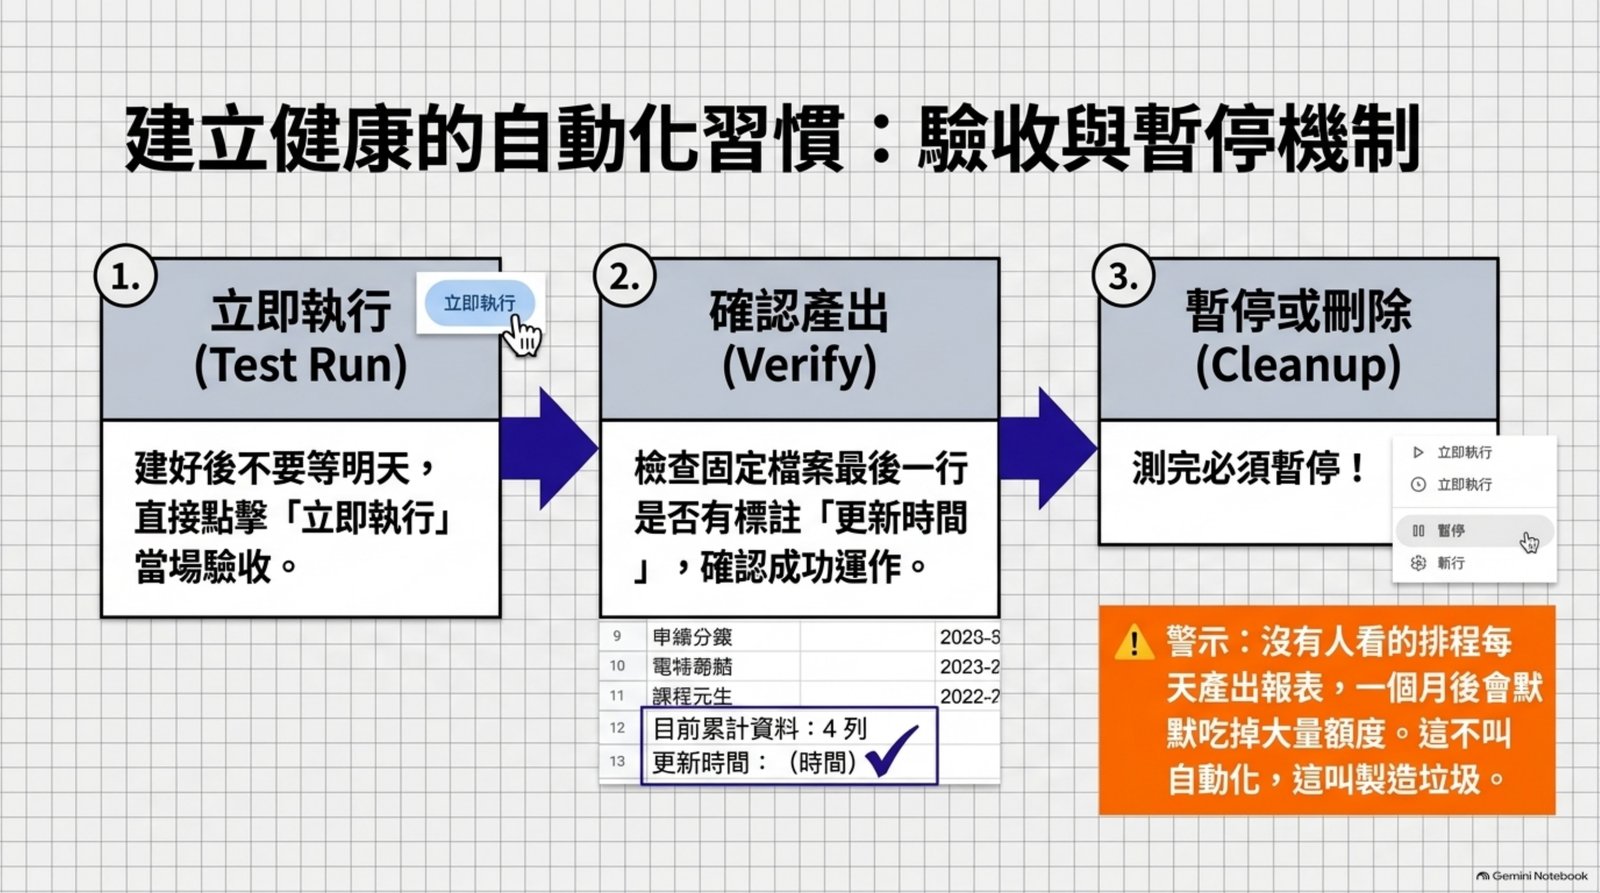 建立健康的自動化習慣：驗收與暫停機制
1.
立即執行
(Test Run)
立即執行
建好後不要等明天，
直接點擊「立即執行」
當場驗收。
2.
確認產出
(Verify)
檢查固定檔案最後一行
是否有標註「更新時間
」，確認成功運作。
9
10
11 課程元生
12 目前累計資料：4 列
13 更新時間：（時間）
3.
暫停或刪除
(Cleanup)
測完必須暫停！
立即執行
立即執行
暫停
警示：沒有人看的排程每
天產出報表，一個月後會默
默吃掉大量額度。這不叫
自動化，這叫製造垃圾。
Gemini Notebook